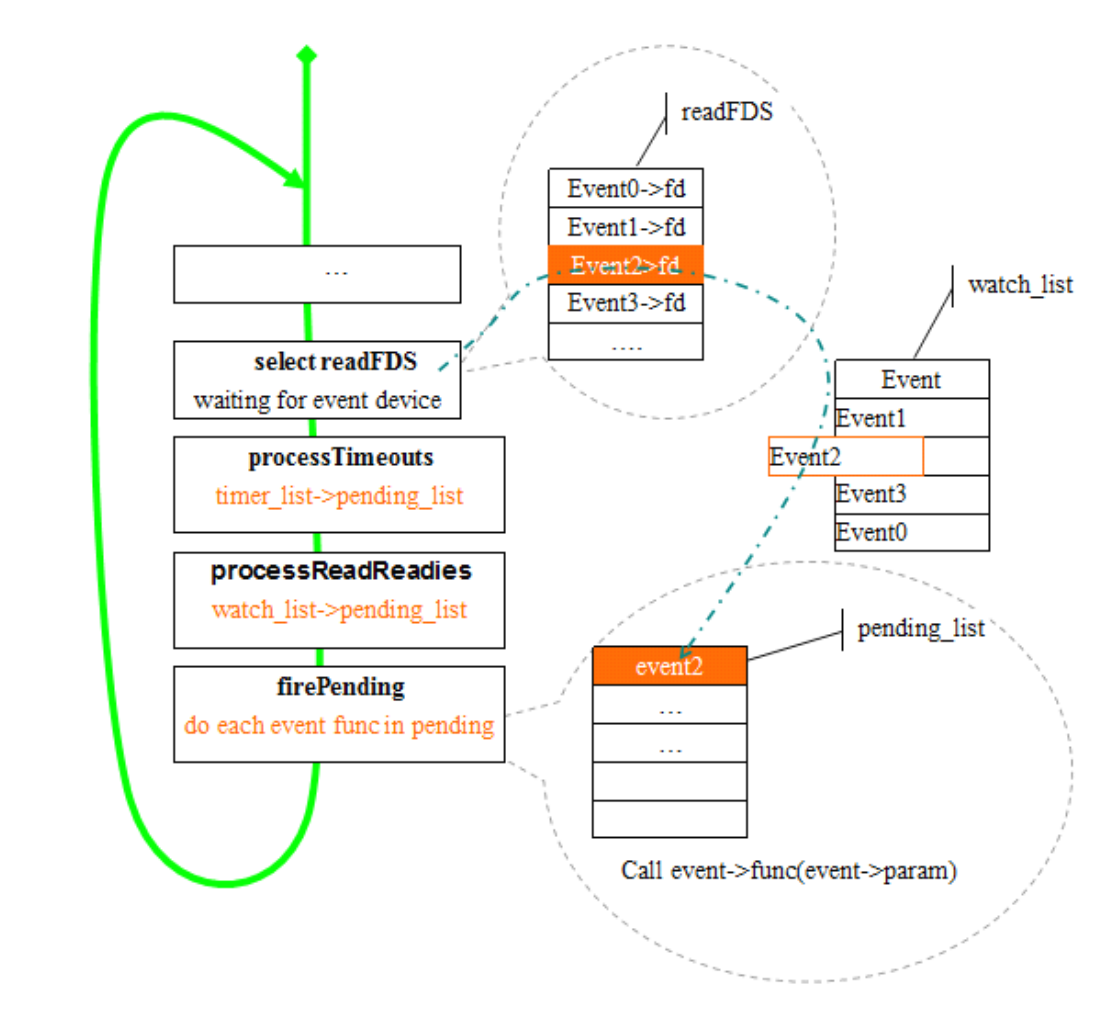 readFDS
Event0->fd
Event1->fd
Event2>fd
Event3->fd
....
...
select readFDS
waiting for event device
watch_list
Event
Event1
Event2
Event3
Event0
processTimeouts
timer_list->pending_list
processReadReadies
watch_list->pending_list
firePending
do each event func in pending
pending_list
event2
...
...
Call event->func(event->param)